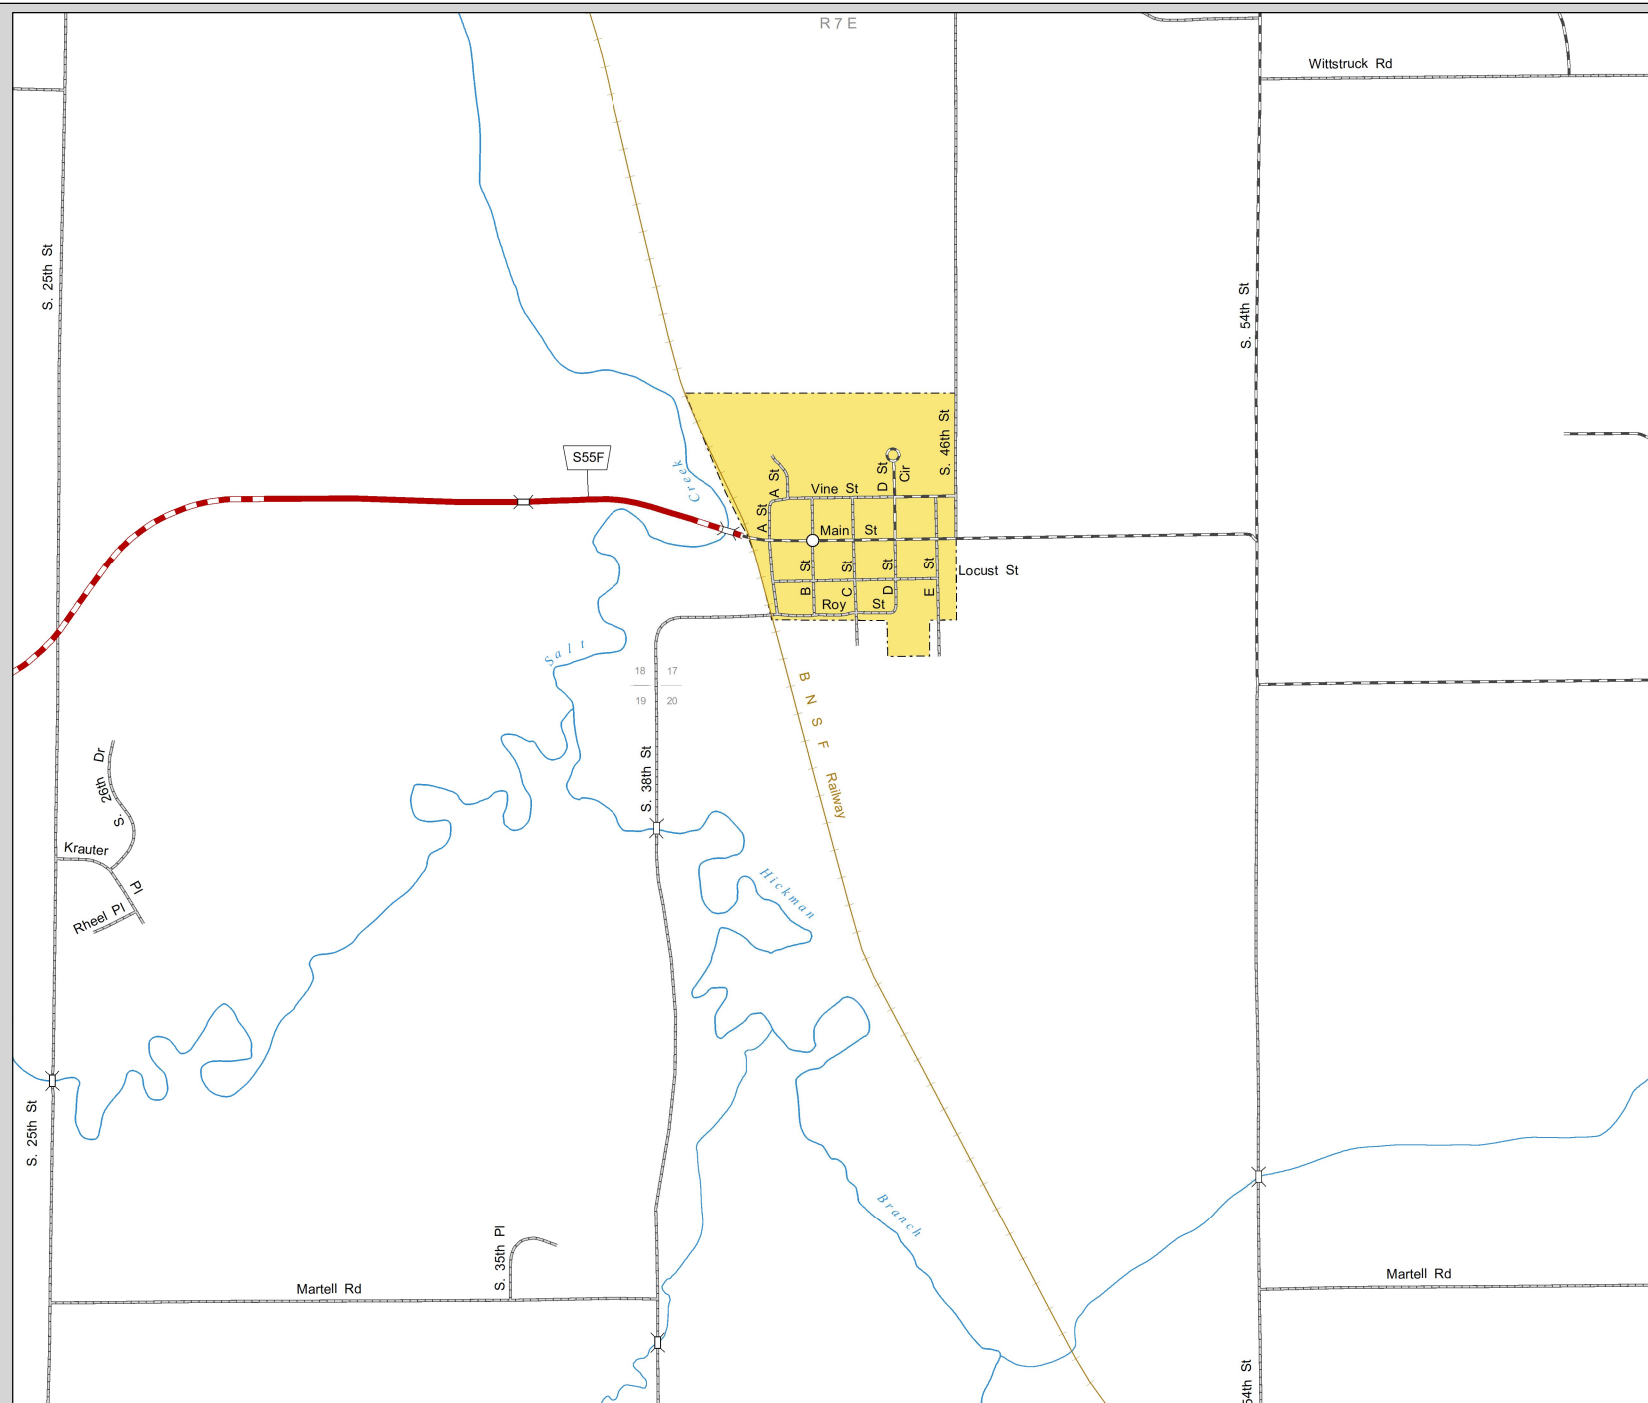 R 7 E
Wittstruck Rd
S. 25th St
S. 54th St
S. 46th St
S55F
Creek
A St
D St
Cir
Vine St
A St
Main St
B St
C St
D St
E St
Locust St
Roy St
Salt
18 17
19 20
B N S F Railway
S. 38th St
S. 26th Dr
Krauter Pl
Rheel Pl
Hickman
S. 25th St
Branch
S. 35th Pl
Martell Rd
Martell Rd
54th St